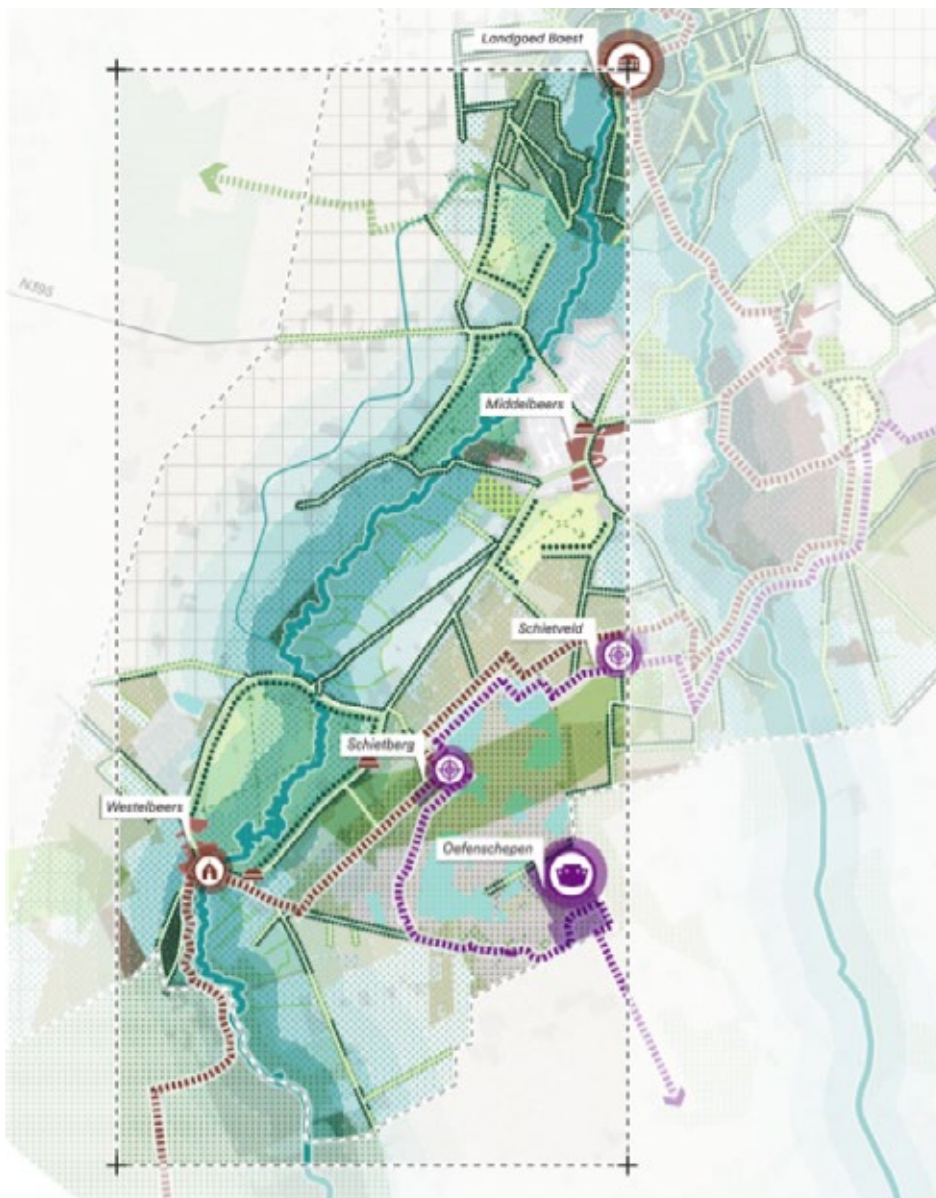 Landgoed Baest
N395
Middelbeers
Schietveld
Schietberg
Westelbeers
Oefenschepen